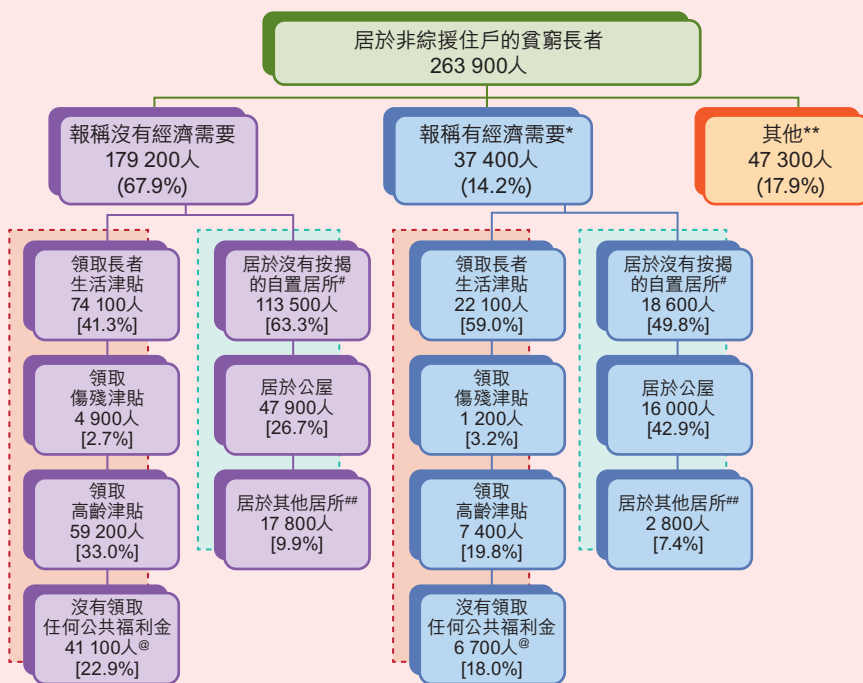 居於非綜援住戶的貧窮長者
263 900人
報稱沒有經濟需要
179 200人
(67.9%)
報稱有經濟需要*
37 400人
(14.2%)
其他**
47 300人
(17.9%)
領取長者
生活津貼
74 100人
[41.3%]
領取
傷殘津貼
4 900人
[2.7%]
領取
高齡津貼
59 200人
[33.0%]
沒有領取
任何公共福利金
41 100人@
[22.9%]
居於沒有按揭
的自置居所#
113 500人
[63.3%]
居於公屋
47 900人
[26.7%]
居於其他居所##
17 800人
[9.9%]
領取長者
生活津貼
22 100人
[59.0%]
領取
傷殘津貼
1 200人
[3.2%]
領取
高齡津貼
7 400人
[19.8%]
沒有領取
任何公共福利金
6 700人@
[18.0%]
居於沒有按揭
的自置居所#
18 600人
[49.8%]
居於公屋
16 000人
[42.9%]
居於其他居所##
2 800人
[7.4%]